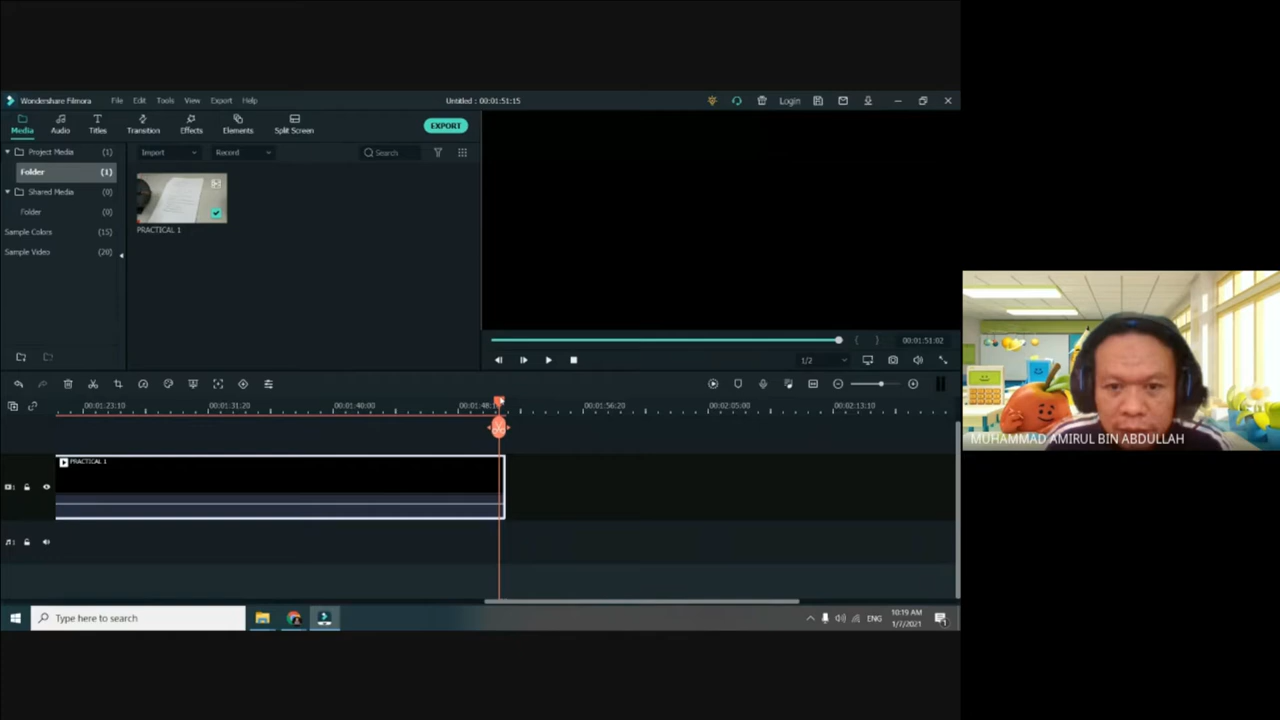 Wondershare Filmora File Edit Tools View Export Help Untitled : 00:01:51:15 Login
Media Audio Titles Transition Effects Elements Split Screen EXPORT
Project Media (1) Import Record Search
Folder (1)
Shared Media (0)
Folder (0)
Sample Colors (15)
Sample Video (20)
PRACTICAL 1
1/2 00:01:51:02
00:01:23:10 00:01:31:20 00:01:40:00 00:01:56:20 00:02:05:00 00:02:13:10
PRACTICAL 1
Type here to search ENG 10:19 AM
1/7/2021
MUHAMMAD AMIRUL BIN ABDULLAH